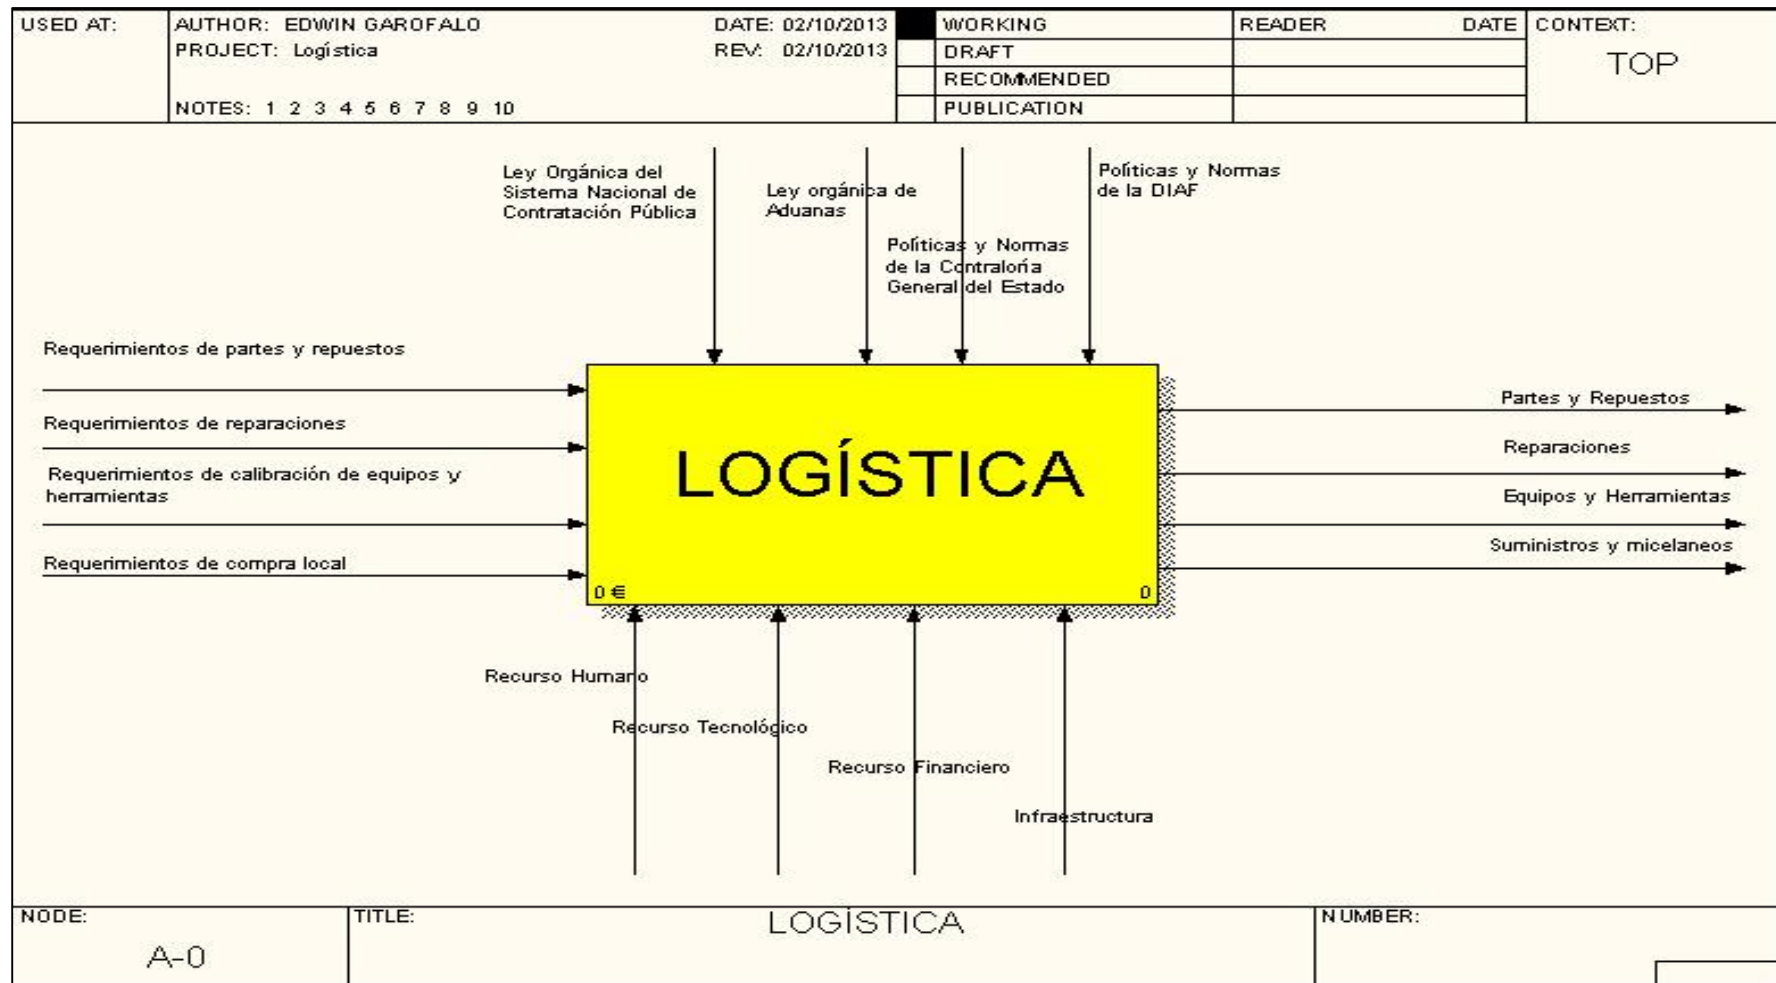 USED AT:
AUTHOR: EDWIN GAROFALO
DATE: 02/10/2013
PROJECT: Logística
REV: 02/10/2013
NOTES: 1 2 3 4 5 6 7 8 9 10
WORKING
DRAFT
RECOMMENDED
PUBLICATION
READER
DATE
CONTEXT:
TOP
Ley Orgánica del
Sistema Nacional de
Contratación Pública
Ley orgánica de
Aduanas
Políticas y Normas
de la Contraloría
General del Estado
Políticas y Normas
de la DIAF
Requerimientos de partes y repuestos
Requerimientos de reparaciones
Requerimientos de calibración de equipos y
herramientas
Requerimientos de compra local
LOGÍSTICA
0 €
0
Partes y Repuestos
Reparaciones
Equipos y Herramientas
Suministros y micelaneos
Recurso Humano
Recurso Tecnológico
Recurso Financiero
Infraestructura
NODE:
A-0
TITLE:
LOGÍSTICA
NUMBER: